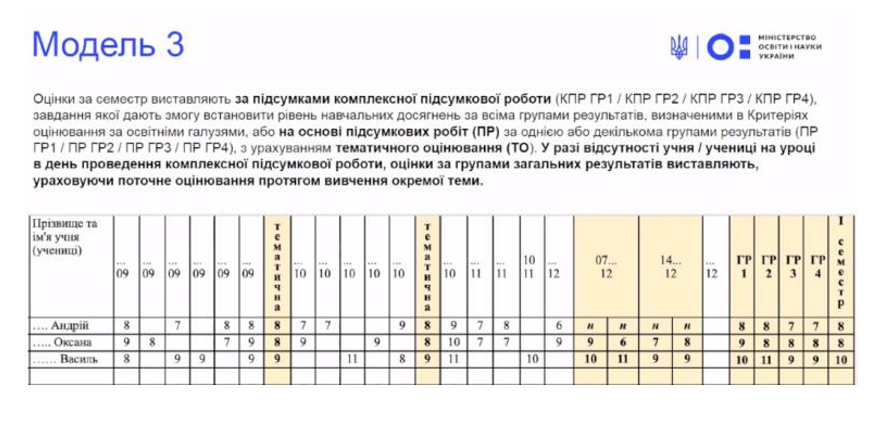 Модель 3
МІНІСТЕРСТВО
ОСВІТИ І НАУКИ
УКРАЇНИ
Оцінки за семестр виставляють за підсумками комплексної підсумкової роботи (КПР ГР1 / КПР ГР2 / КПР ГР3 / КПР ГР4),
завдання якої дають змогу встановити рівень навчальних досягнень за всіма групами результатів, визначеними в Критеріях
оцінювання за освітніми галузями, або на основі підсумкових робіт (ПР) за однією або декількома групами результатів (ПР
ГР1 / ПР ГР2 / ПР ГР3 / ПР ГР4), з урахуванням тематичного оцінювання (ТО). У разі відсутності учня / учениці на уроці
в день проведення комплексної підсумкової роботи, оцінки за групами загальних результатів виставляють,
ураховуючи поточне оцінювання протягом вивчення окремої теми.
Прізвище та ім'я учня (учениці) ... 09 ... 09 ... 09 ... 09 ... 09 тематична ... 10 ... 10 ... 10 ... 10 ... 10 тематична ... 10 ... 11 ... 11 10 11 ... 12 07... 12 14... 12 ... 12 ГР 1 ГР 2 ГР 3 ГР 4 І семестр
.... Андрій 8 7 8 8 8 7 7 9 8 9 7 8 6 н н н н 8 8 7 7 8
.... Оксана 9 8 7 9 8 9 9 8 10 7 7 9 9 6 7 8 9 8 8 8 8
...... Василь 8 9 9 9 9 11 8 9 11 10 10 11 9 9 10 11 9 9 10